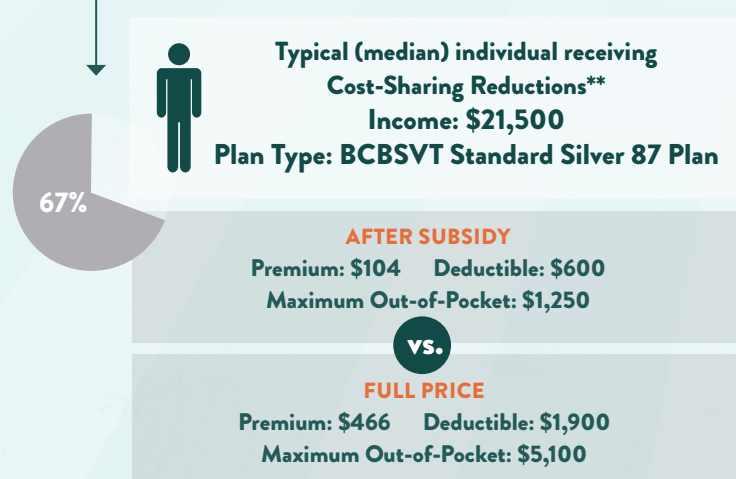 Typical (median) individual receiving
Cost-Sharing Reductions**
Income: $21,500
Plan Type: BCBSVT Standard Silver 87 Plan
67%
AFTER SUBSIDY
Premium: $104 Deductible: $600
Maximum Out-of-Pocket: $1,250
vs.
FULL PRICE
Premium: $466 Deductible: $1,900
Maximum Out-of-Pocket: $5,100